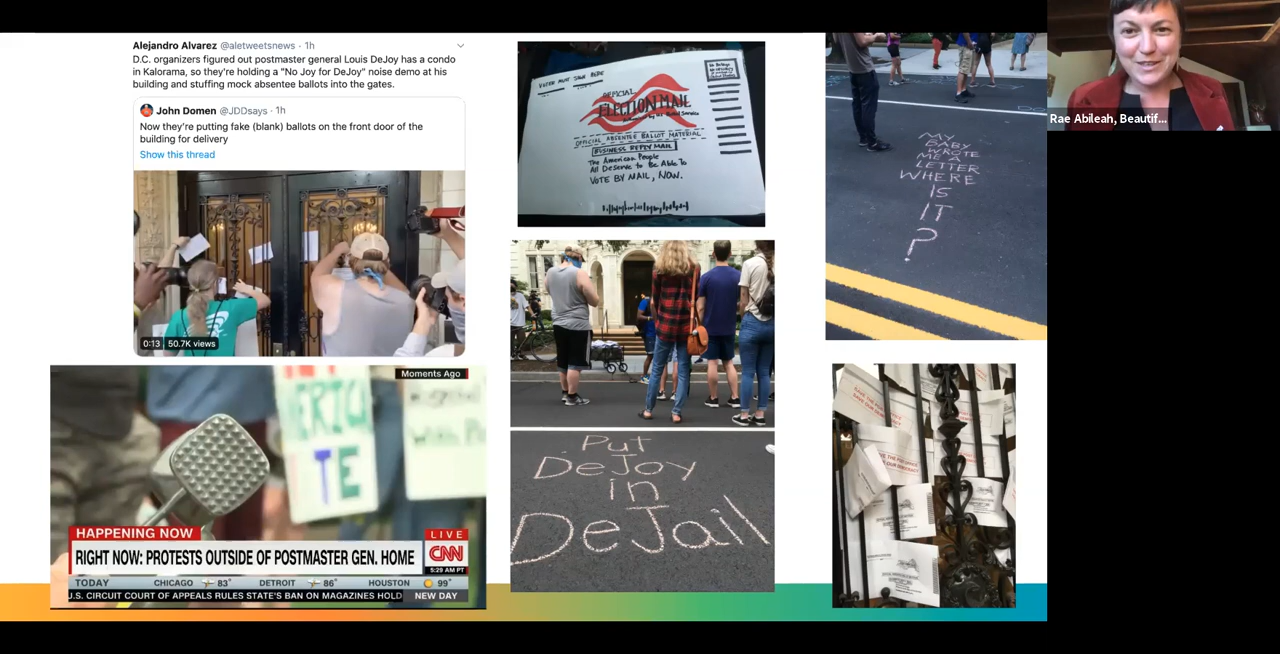 Alejandro Alvarez @aletweetsnews · 1h
D.C. organizers figured out postmaster general Louis DeJoy has a condo
in Kalorama, so they're holding a "No Joy for DeJoy" noise demo at his
building and stuffing mock absentee ballots into the gates.
John Domen @JDDsays · 1h
Now they're putting fake (blank) ballots on the front door of the
building for delivery
Show this thread
0:13 50.7K views
Moments Ago
TE
HAPPENING NOW
LIVE
RIGHT NOW: PROTESTS OUTSIDE OF POSTMASTER GEN. HOME
CNN
5:29 AM PT
TODAY CHICAGO 83° DETROIT 86° HOUSTON 99°
U.S. CIRCUIT COURT OF APPEALS RULES STATE'S BAN ON MAGAZINES HOLD
NEW DAY
VOTER MUST SIGN HERE
OFFICIAL
ELECTION MAIL
OFFICIAL ABSENTEE BALLOT MATERIAL
BUSINESS REPLY MAIL
The American People
All Deserve to Be Able To
VOTE BY MAIL, NOW.
Put
DeJoy
in
DeJail
MY
BABY
WROTE
ME A
LETTER
WHERE
IS
IT
?
Rae Abileah, Beautif...